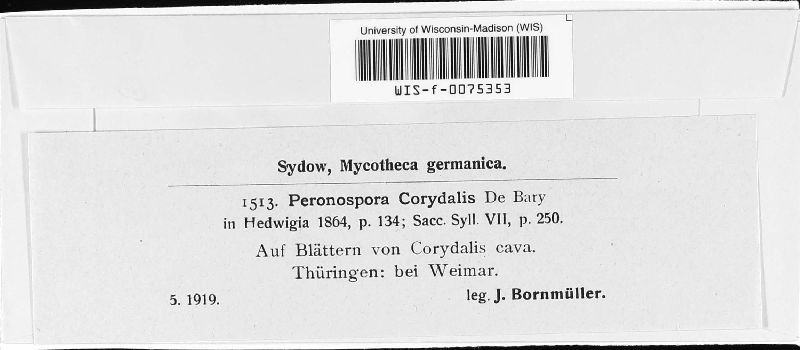 University of Wisconsin-Madison (WIS)
WIS-f-0075353
Sydow, Mycotheca germanica.
1513. Peronospora Corydalis De Bary
in Hedwigia 1864, p. 134; Sacc. Syll. VII, p. 250.
Auf Blättern von Corydalis cava.
Thüringen: bei Weimar.
5. 1919. leg. J. Bornmüller.